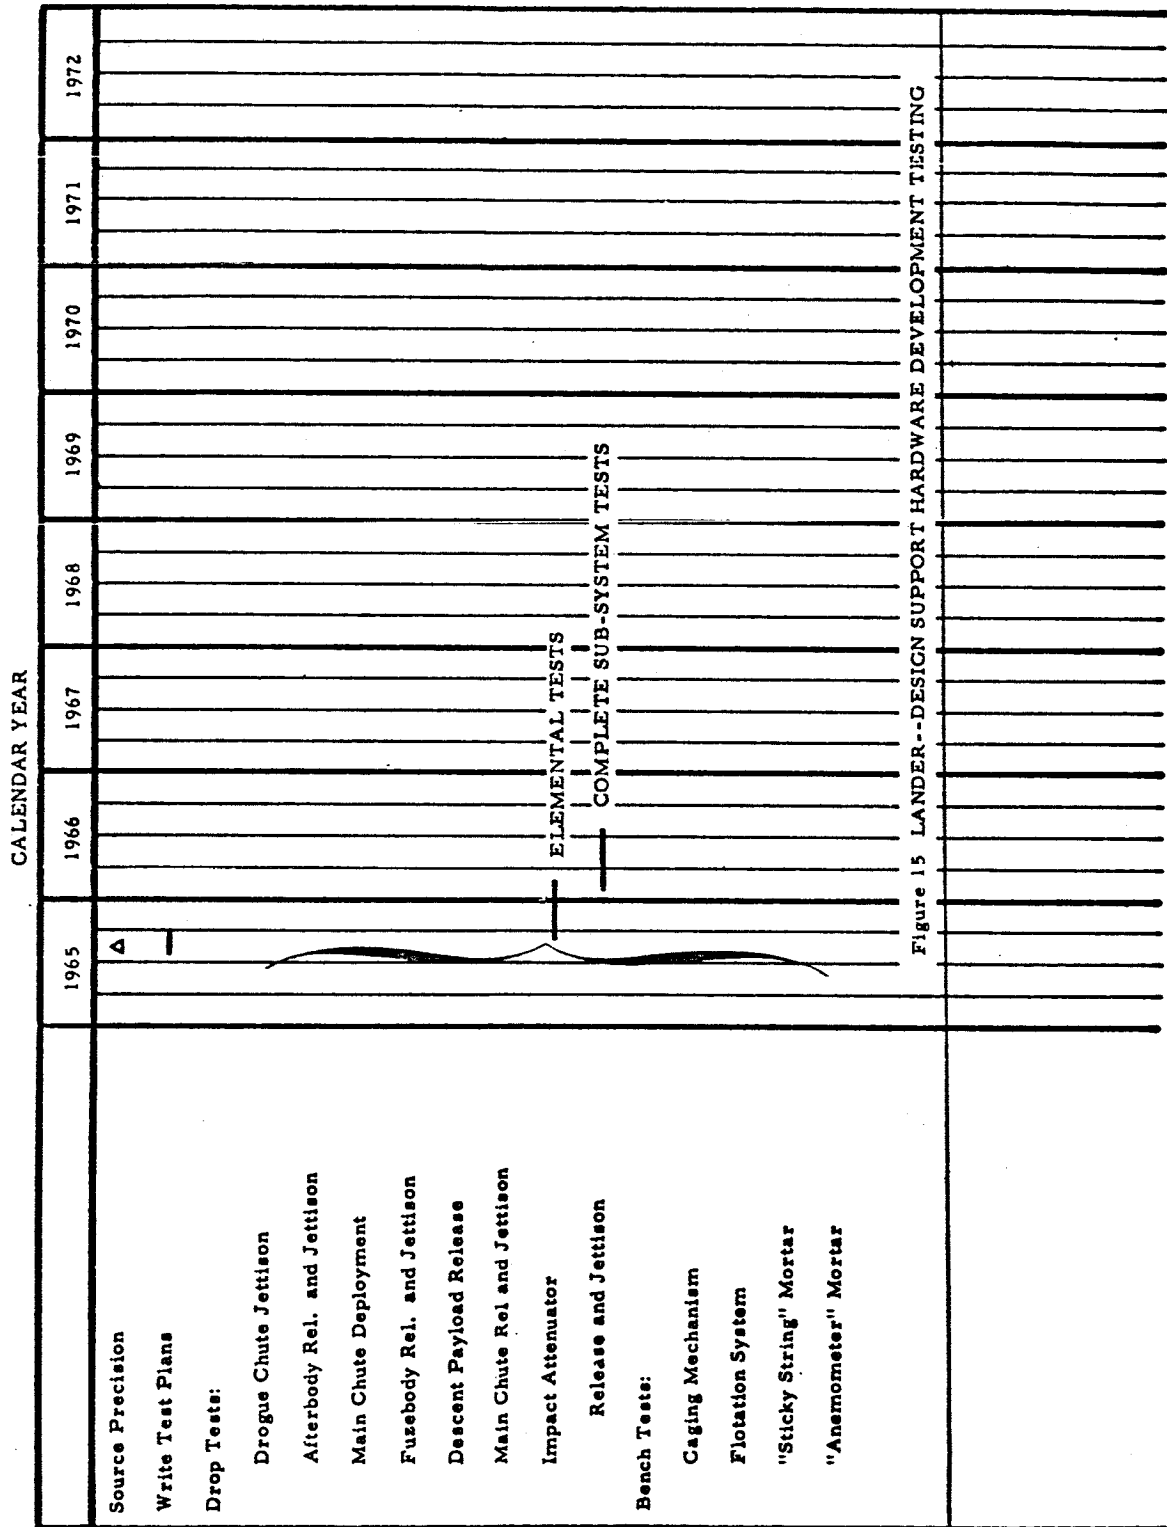 CALENDAR YEAR
1965 1966 1967 1968 1969 1970 1971 1972
Source Precision
Write Test Plans
Drop Tests:
Drogue Chute Jettison
Afterbody Rel. and Jettison
Main Chute Deployment
Fuzebody Rel. and Jettison
Descent Payload Release
Main Chute Rel and Jettison
Impact Attenuator
ELEMENTAL TESTS
Release and Jettison
COMPLETE SUB-SYSTEM TESTS
Bench Tests:
Caging Mechanism
Flotation System
"Sticky String" Mortar
"Anemometer" Mortar
Figure 15 LANDER--DESIGN SUPPORT HARDWARE DEVELOPMENT TESTING